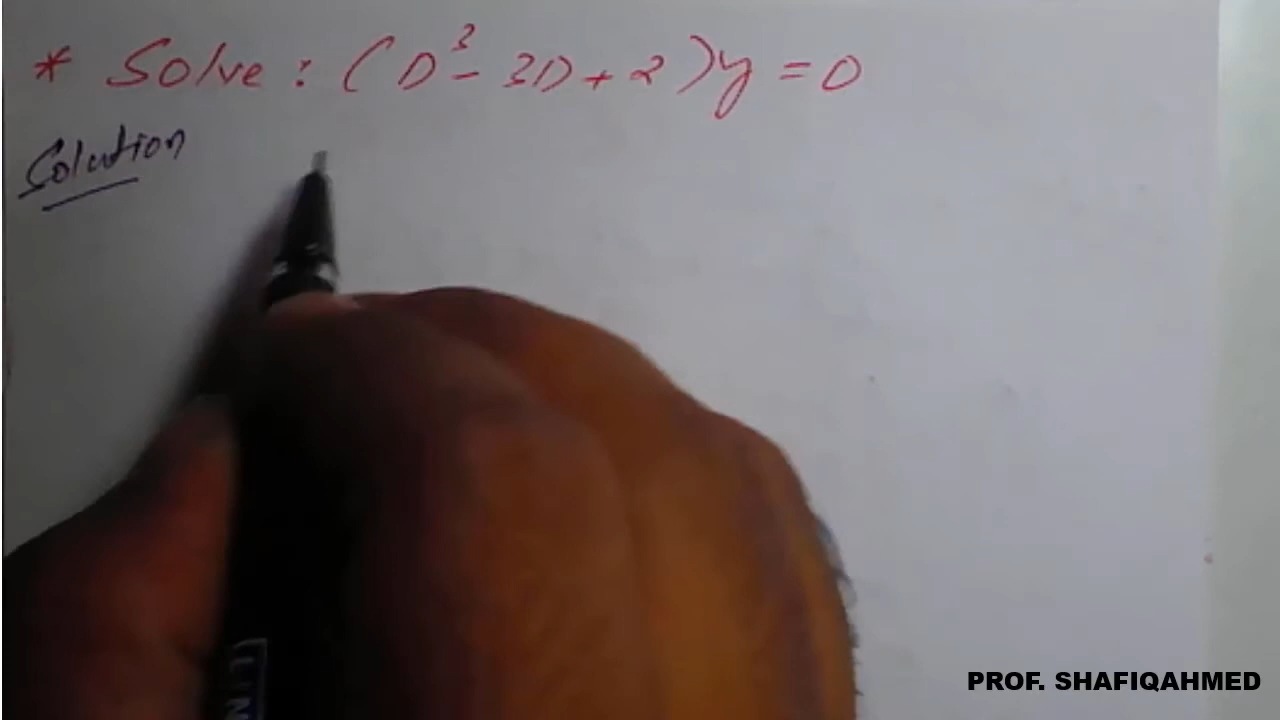 * Solve : (D³ - 3D + 2)y = 0
Solution
PROF. SHAFIQAHMED